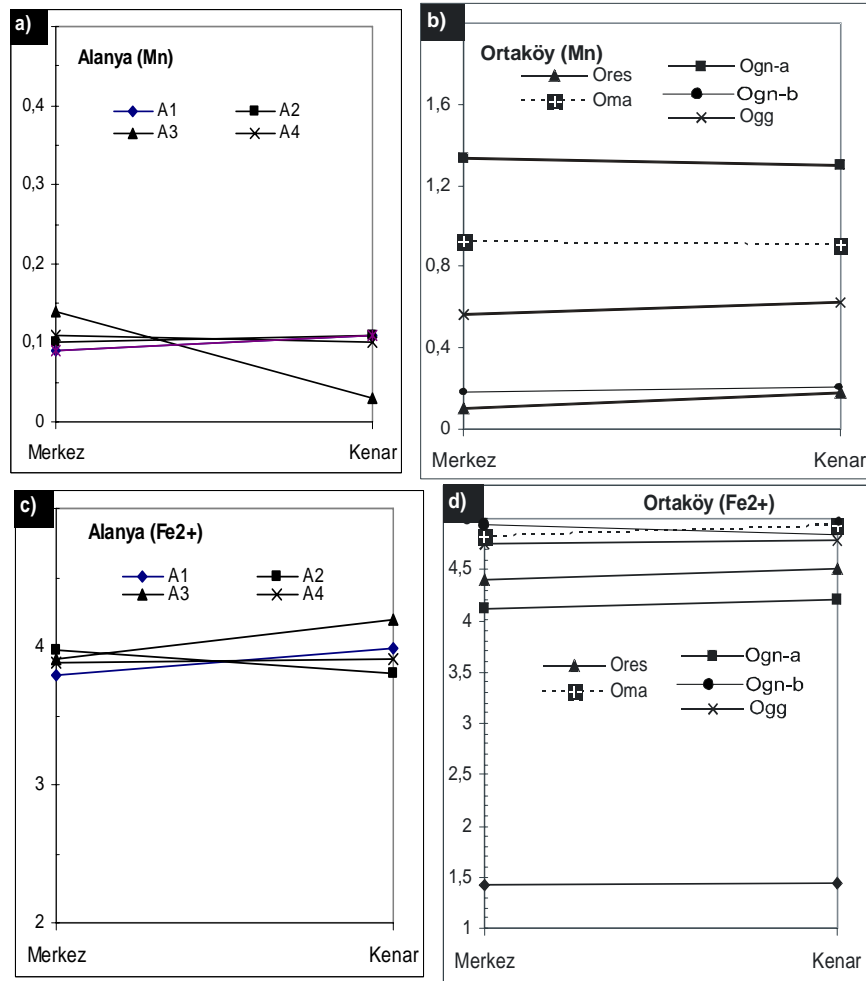 a)
Alanya (Mn)
A1 A2
A3 A4
0,4
0,3
0,2
0,1
0
Merkez Kenar
b)
Ortaköy (Mn)
Ores Ogn-a
Oma Ogn-b
Ogg
1,6
1,2
0,8
0,4
0
Merkez Kenar
c)
Alanya (Fe2+)
A1 A2
A3 A4
4
3
2
Merkez Kenar
d)
Ortaköy (Fe2+)
4,5
4
3,5
3
2,5
2
1,5
1
Ores Ogn-a
Oma Ogn-b
Ogg
Merkez Kenar